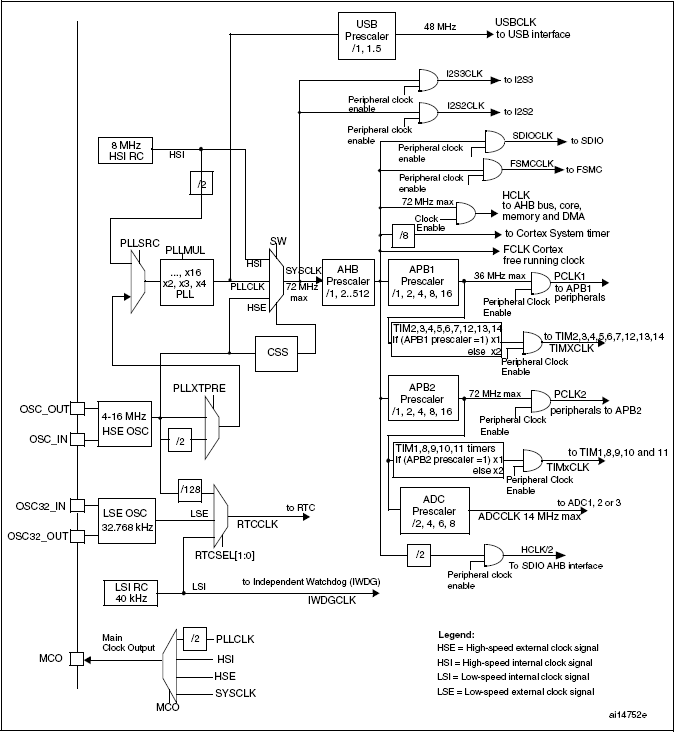 USB
Prescaler
/1, 1.5
48 MHz
USBCLK
to USB interface
I2S3CLK
to I2S3
Peripheral clock
enable
I2S2CLK
to I2S2
Peripheral clock
enable
SDIOCLK
to SDIO
Peripheral clock
enable
FSMCCLK
to FSMC
Peripheral clock
enable
8 MHz
HSI RC
HSI
/2
HCLK
72 MHz max
to AHB bus, core,
memory and DMA
Clock
Enable
/8
to Cortex System timer
FCLK Cortex
free running clock
PLLSRC
PLLMUL
..., x16
x2, x3, x4
PLL
SW
HSI
PLLCLK
HSE
SYSCLK
72 MHz
max
AHB
Prescaler
/1, 2..512
APB1
Prescaler
/1, 2, 4, 8, 16
36 MHz max
PCLK1
to APB1
peripherals
Peripheral Clock
Enable
TIM2,3,4,5,6,7,12,13,14
If (APB1 prescaler =1) x1
else x2
to TIM2,3,4,5,6,7,12,13,14
TIMXCLK
Peripheral Clock
Enable
CSS
PLLXTPRE
OSC_OUT
OSC_IN
4-16 MHz
HSE OSC
/2
APB2
Prescaler
/1, 2, 4, 8, 16
72 MHz max
PCLK2
peripherals to APB2
Peripheral Clock
Enable
TIM1,8,9,10,11 timers
If (APB2 prescaler =1) x1
else x2
to TIM1,8,9,10 and 11
TIMxCLK
Peripheral Clock
Enable
/128
OSC32_IN
OSC32_OUT
LSE OSC
32.768 kHz
LSE
to RTC
RTCCLK
RTCSEL[1:0]
ADC
Prescaler
/2, 4, 6, 8
to ADC1, 2 or 3
ADCCLK 14 MHz max
/2
HCLK/2
To SDIO AHB interface
Peripheral clock
enable
LSI RC
40 kHz
LSI
to Independent Watchdog (IWDG)
IWDGCLK
MCO
Main
Clock Output
/2
PLLCLK
HSI
HSE
SYSCLK
MCO
Legend:
HSE = High-speed external clock signal
HSI = High-speed internal clock signal
LSI = Low-speed internal clock signal
LSE = Low-speed external clock signal
ai14752e